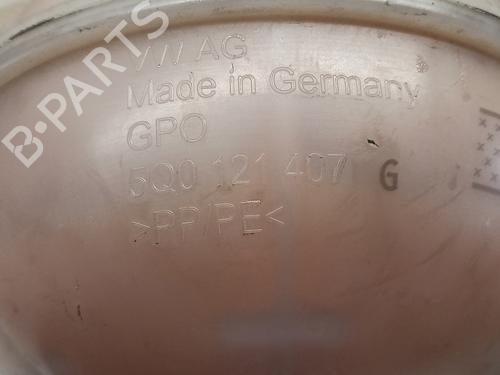 B-PARTS
VW AG
Made in Germany
GPO
5Q0 121 407 G
>PP/PE<